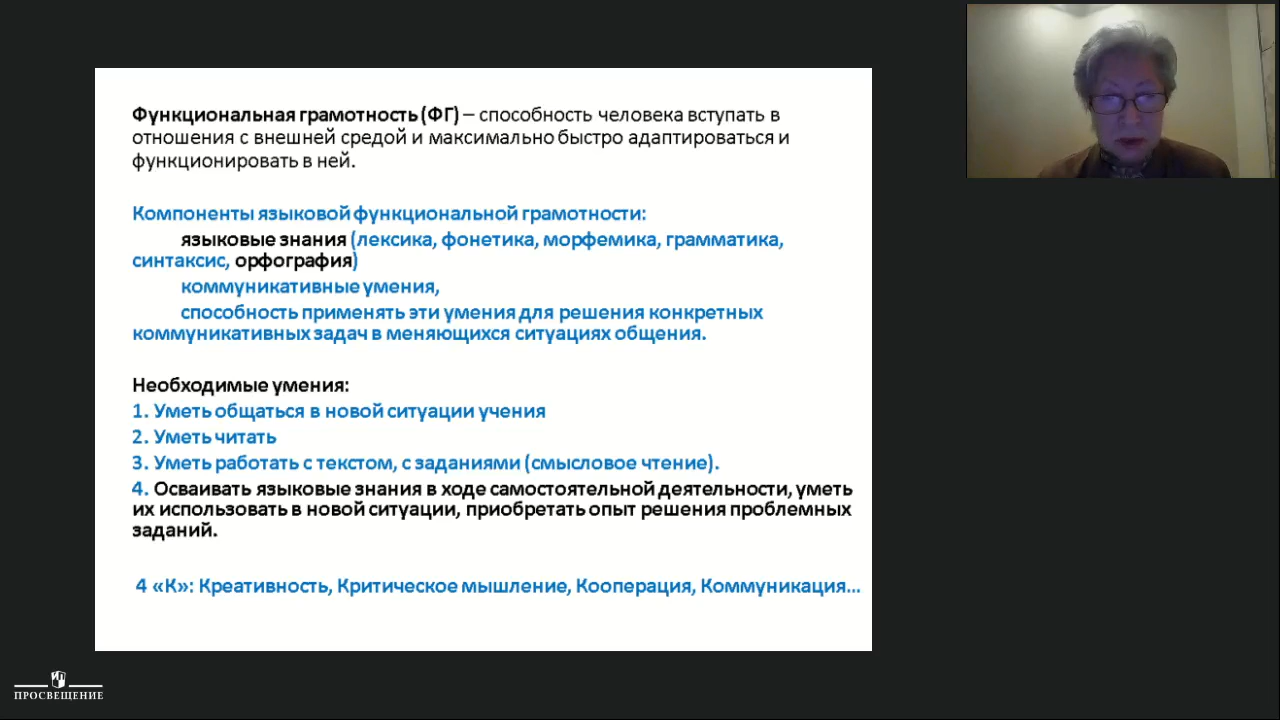 Функциональная грамотность (ФГ) – способность человека вступать в
отношения с внешней средой и максимально быстро адаптироваться и
функционировать в ней.
Компоненты языковой функциональной грамотности:
языковые знания (лексика, фонетика, морфемика, грамматика,
синтаксис, орфография)
коммуникативные умения,
способность применять эти умения для решения конкретных
коммуникативных задач в меняющихся ситуациях общения.
Необходимые умения:
1. Уметь общаться в новой ситуации учения
2. Уметь читать
3. Уметь работать с текстом, с заданиями (смысловое чтение).
4. Осваивать языковые знания в ходе самостоятельной деятельности, уметь
их использовать в новой ситуации, приобретать опыт решения проблемных
заданий.
4 «К»: Креативность, Критическое мышление, Кооперация, Коммуникация...
ПРОСВЕЩЕНИЕ